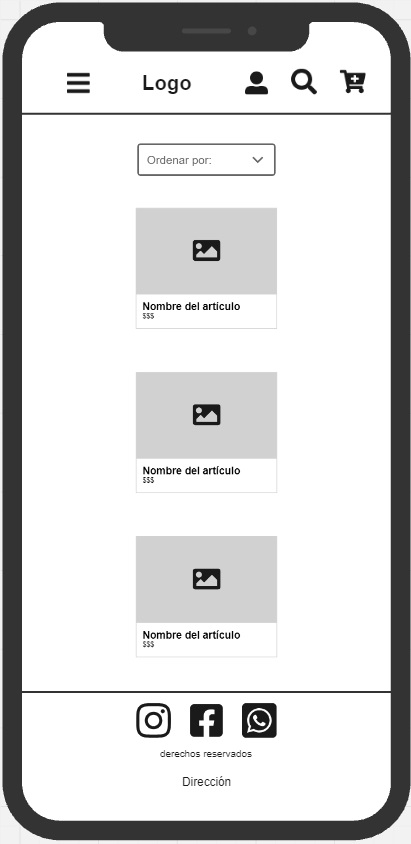 Logo
Ordenar por:
Nombre del artículo
$$$
Nombre del artículo
$$$
Nombre del artículo
$$$
derechos reservados
Dirección